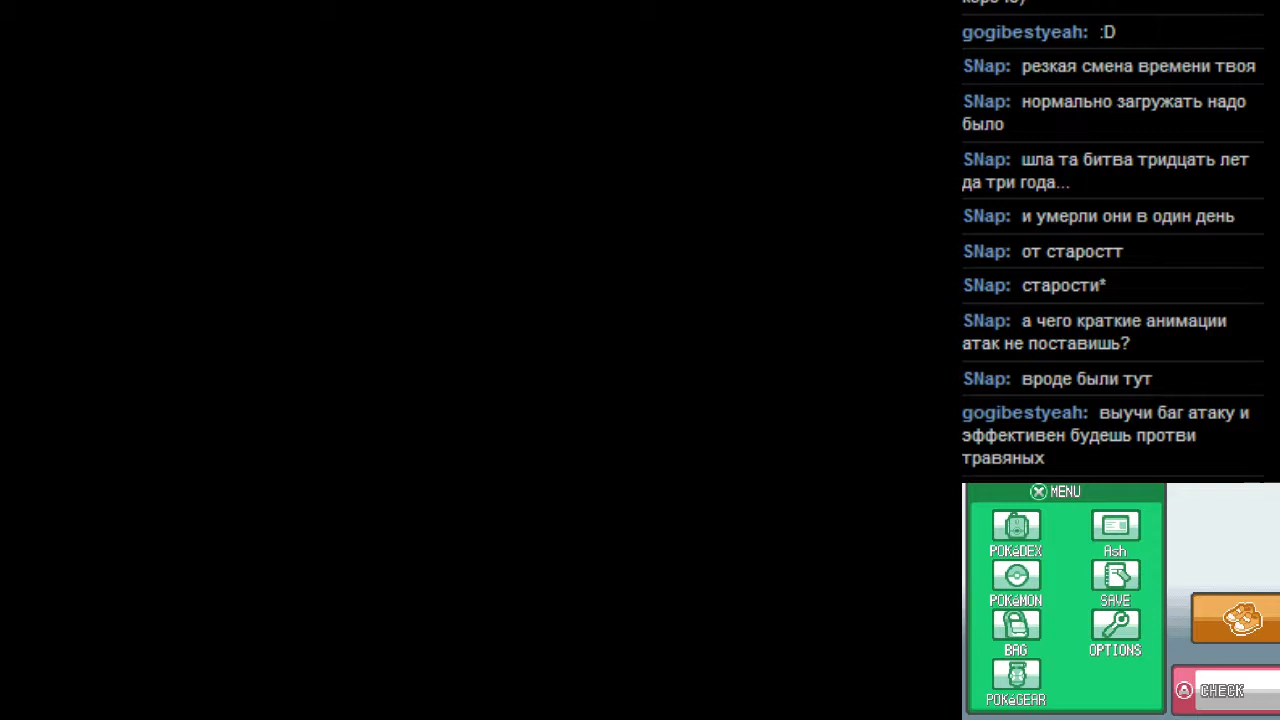 gogibestyeah: :D
SNap: резкая смена времени твоя
SNap: нормально загружать надо
было
SNap: шла та битва тридцать лет
да три года...
SNap: и умерли они в один день
SNap: от старостт
SNap: старости*
SNap: а чего краткие анимации
атак не поставишь?
SNap: вроде были тут
gogibestyeah: выучи баг атаку и
эффективен будешь протви
травяных
MENU
POKéDEX
Ash
POKéMON
SAVE
BAG
OPTIONS
POKéGEAR
A CHECK